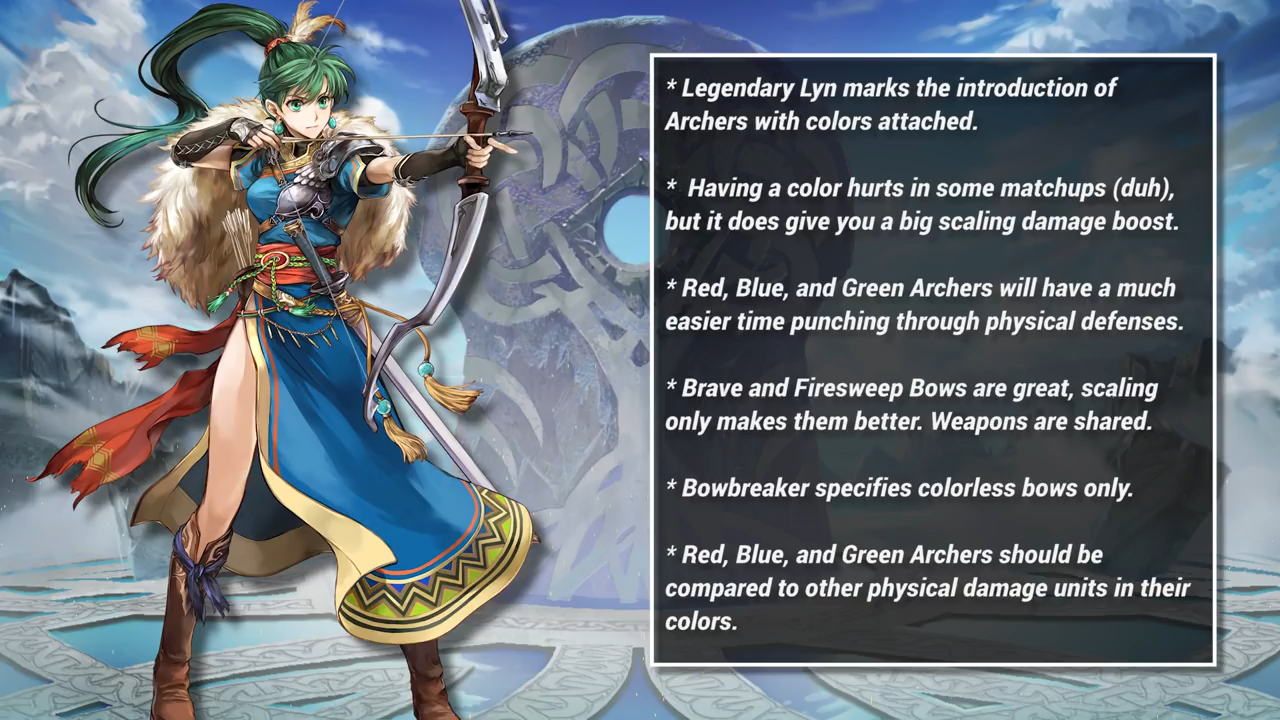 * Legendary Lyn marks the introduction of
Archers with colors attached.
*  Having a color hurts in some matchups (duh),
but it does give you a big scaling damage boost.
* Red, Blue, and Green Archers will have a much
easier time punching through physical defenses.
* Brave and Firesweep Bows are great, scaling
only makes them better. Weapons are shared.
* Bowbreaker specifies colorless bows only.
* Red, Blue, and Green Archers should be
compared to other physical damage units in their
colors.